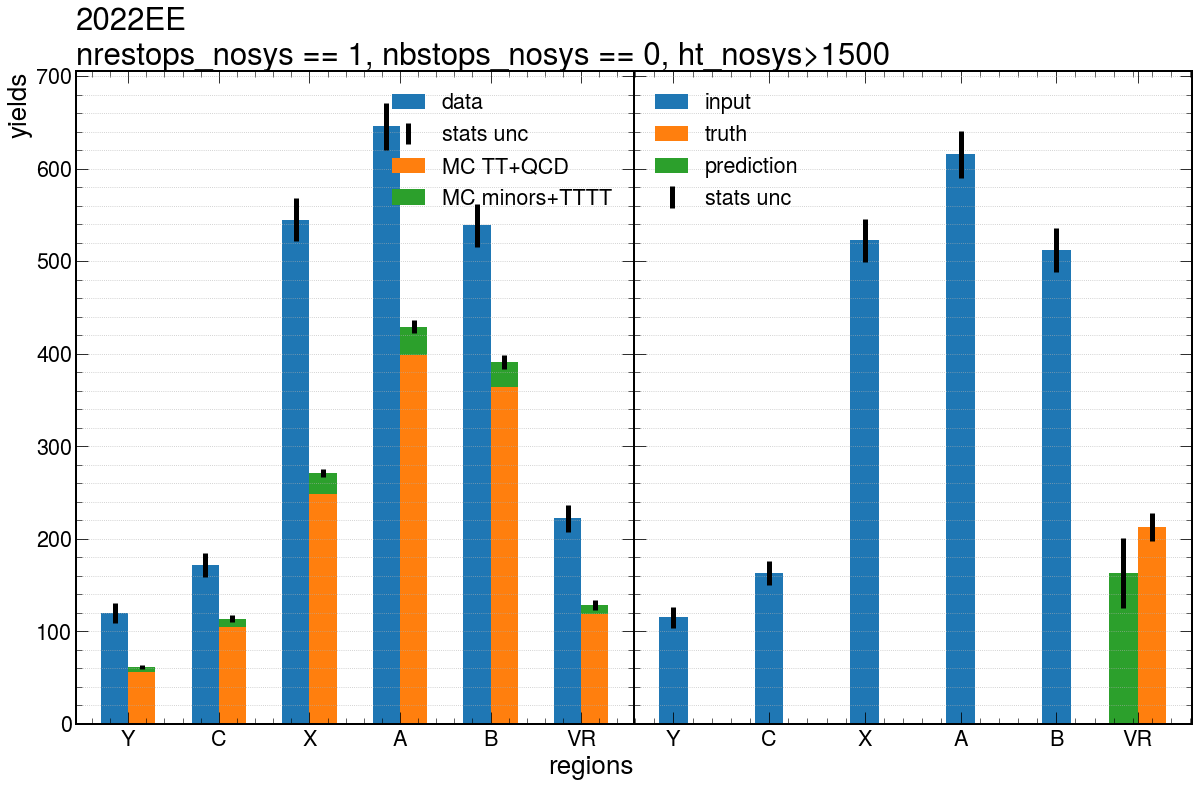 2022EE
nrestops_nosys == 1, nbstops_nosys == 0, ht_nosys>1500
yields
700
600
500
400
300
200
100
0
data
stats unc
MC TT+QCD
MC minors+TTTT
input
truth
prediction
stats unc
Y C X A B VR
Y C X A B VR
regions